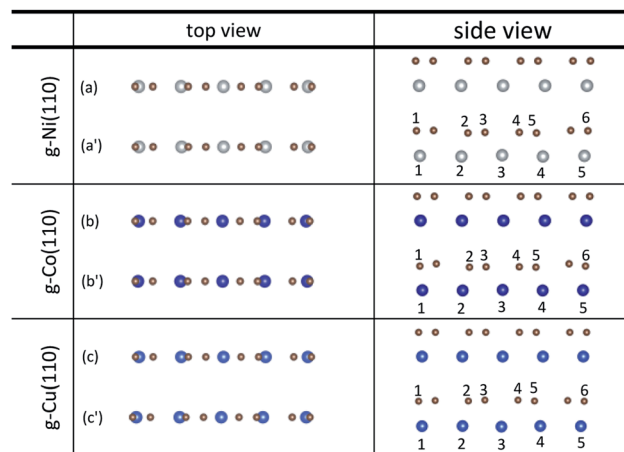 top view side view
g-Ni(110)
(a)
(a')
1 2 3 4 5 6
1 2 3 4 5
g-Co(110)
(b)
(b')
1 2 3 4 5 6
1 2 3 4 5
g-Cu(110)
(c)
(c')
1 2 3 4 5 6
1 2 3 4 5